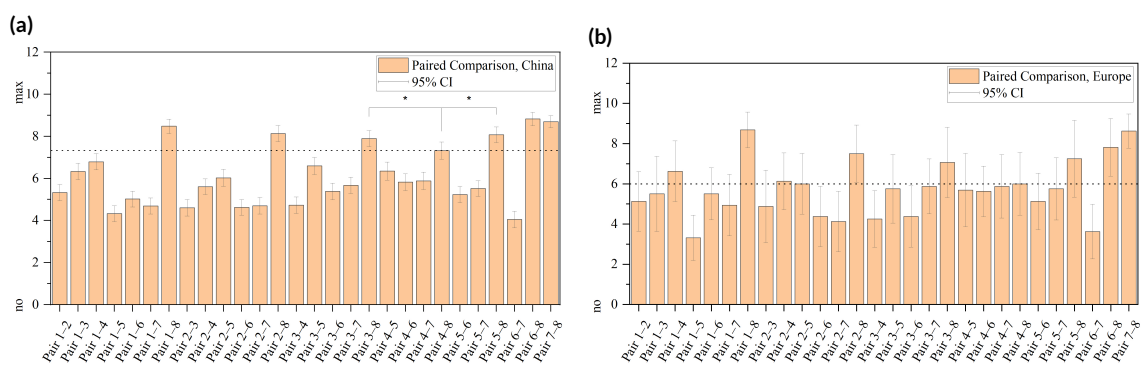 (a)
12
10
8
6
4
2
0
max
no
Paired Comparison, China
95% CI
*
*
Pair 1–2
Pair 1–3
Pair 1–4
Pair 1–5
Pair 1–6
Pair 1–7
Pair 1–8
Pair 2–3
Pair 2–4
Pair 2–5
Pair 2–6
Pair 2–7
Pair 2–8
Pair 3–4
Pair 3–5
Pair 3–6
Pair 3–7
Pair 3–8
Pair 4–5
Pair 4–6
Pair 4–7
Pair 4–8
Pair 5–6
Pair 5–7
Pair 5–8
Pair 6–7
Pair 6–8
Pair 7–8
(b)
12
10
8
6
4
2
0
max
no
Paired Comparison, Europe
95% CI
Pair 1–2
Pair 1–3
Pair 1–4
Pair 1–5
Pair 1–6
Pair 1–7
Pair 1–8
Pair 2–3
Pair 2–4
Pair 2–5
Pair 2–6
Pair 2–7
Pair 2–8
Pair 3–4
Pair 3–5
Pair 3–6
Pair 3–7
Pair 3–8
Pair 4–5
Pair 4–6
Pair 4–7
Pair 4–8
Pair 5–6
Pair 5–7
Pair 5–8
Pair 6–7
Pair 6–8
Pair 7–8